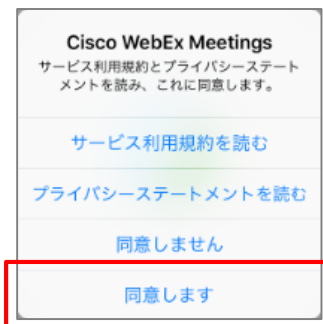 Cisco WebEx Meetings
サービス利用規約とプライバシーステート
メントを読み、これに同意します。
サービス利用規約を読む
プライバシーステートメントを読む
同意しません
同意します